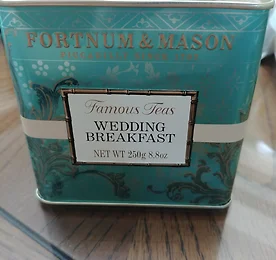 FORTNUM & MASON
Famous Teas
WEDDING
BREAKFAST
NET WT 250g 8.8oz